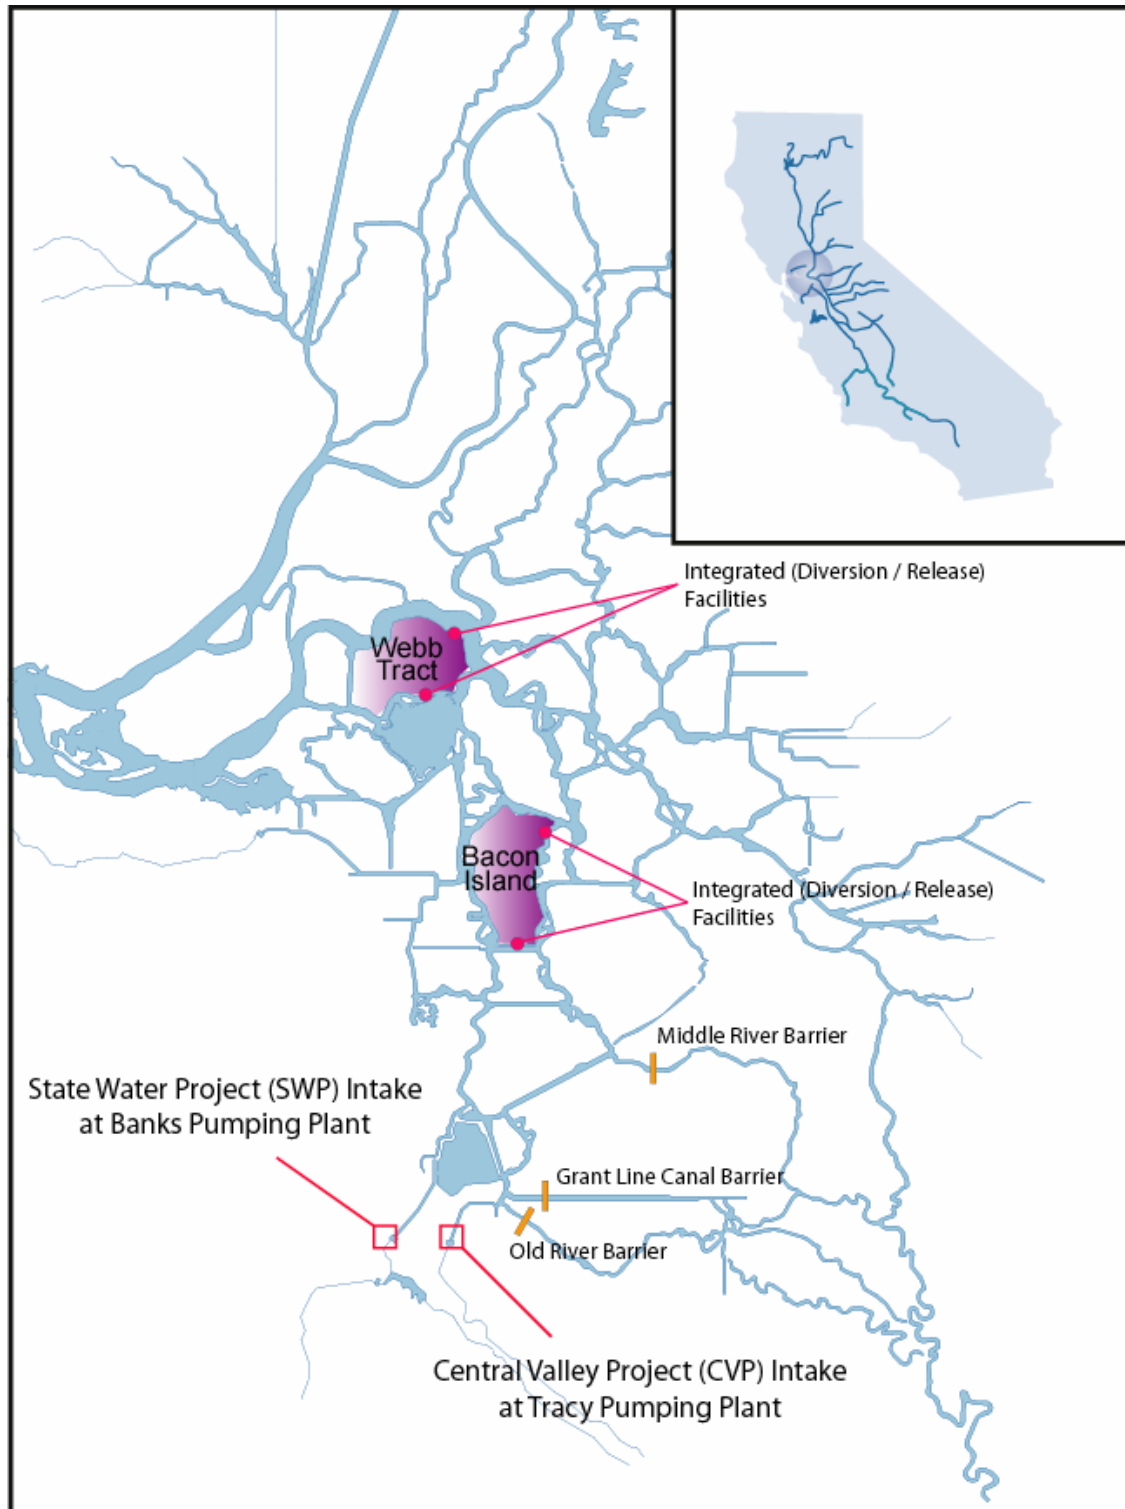 Integrated (Diversion / Release)
Facilities
Webb
Tract
Bacon
Island
Integrated (Diversion / Release)
Facilities
Middle River Barrier
State Water Project (SWP) Intake
at Banks Pumping Plant
Grant Line Canal Barrier
Old River Barrier
Central Valley Project (CVP) Intake
at Tracy Pumping Plant